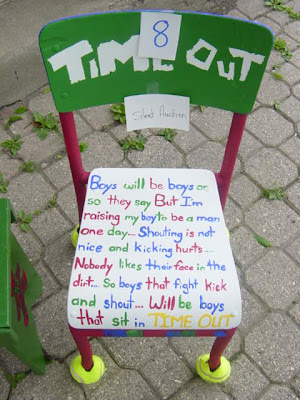 8
TIME OUT
Silent Auction
Boys will be boys or
so they say But I'm
raising my boy to be a man
one day... Shouting is not
nice and kicking hurts...
Nobody likes their face in the
dirt... So boys that fight kick
and shout... Will be boys
that sit in TIME OUT